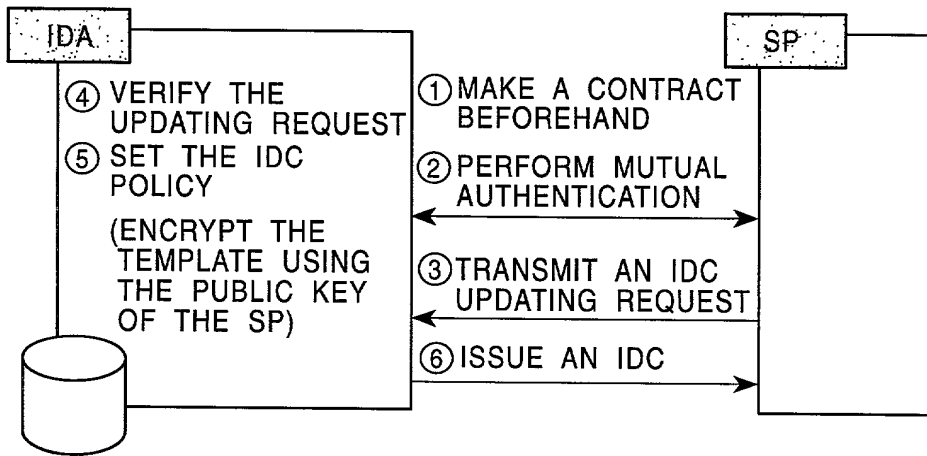 IDA
④ VERIFY THE
UPDATING REQUEST
⑤ SET THE IDC
POLICY
(ENCRYPT THE
TEMPLATE USING
THE PUBLIC KEY
OF THE SP)
① MAKE A CONTRACT
BEFOREHAND
② PERFORM MUTUAL
AUTHENTICATION
③ TRANSMIT AN IDC
UPDATING REQUEST
⑥ ISSUE AN IDC
SP